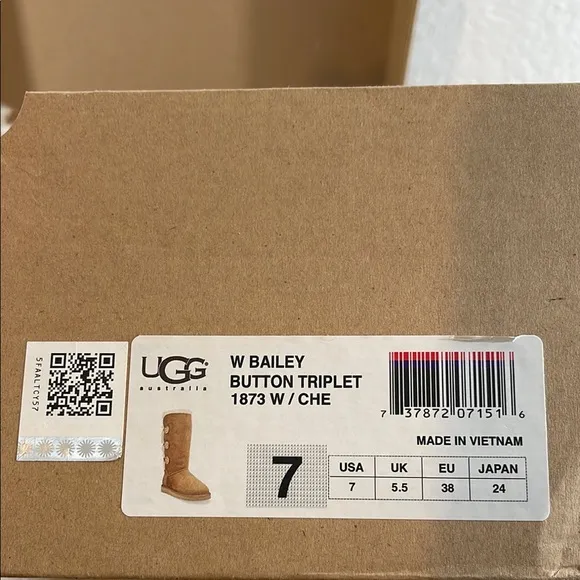 5FAALTCY57
UGG®
australia
W BAILEY
BUTTON TRIPLET
1873 W / CHE
7 37872 07151 6
MADE IN VIETNAM
7
USA UK EU JAPAN
7 5.5 38 24